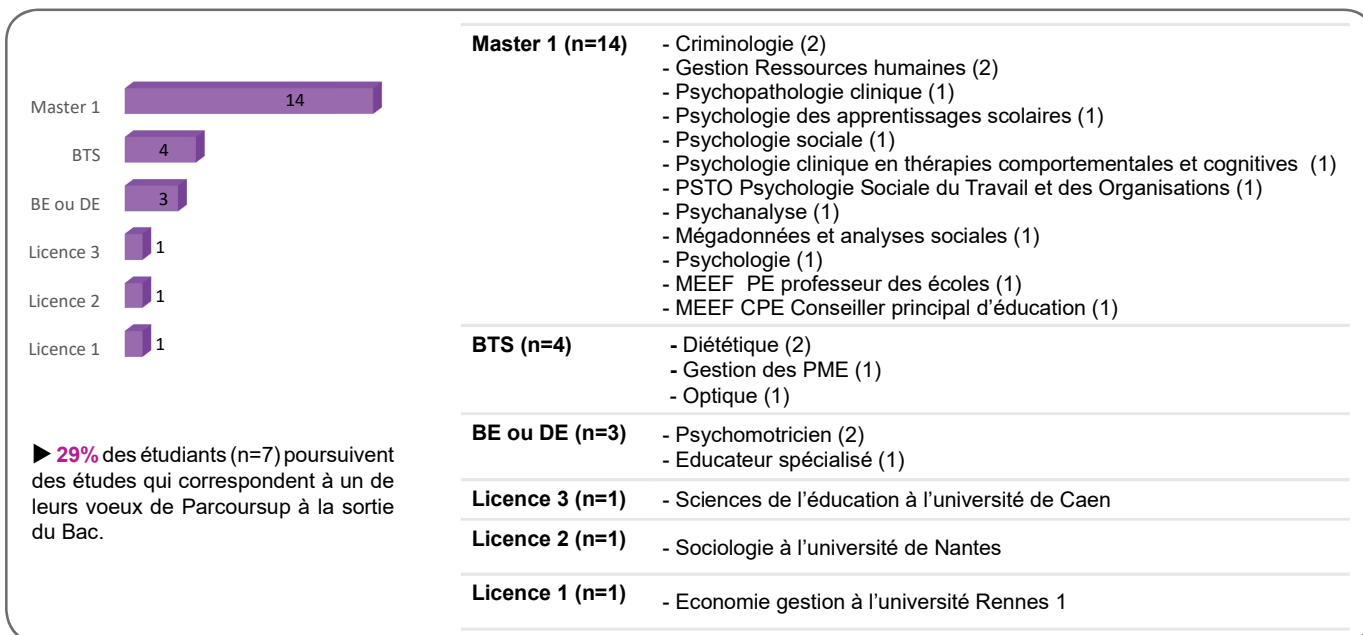 Master 1
14
BTS
4
BE ou DE
3
Licence 3
1
Licence 2
1
Licence 1
1
▶ 29% des étudiants (n=7) poursuivent
des études qui correspondent à un de
leurs voeux de Parcoursup à la sortie
du Bac.
Master 1 (n=14)
- Criminologie (2)
- Gestion Ressources humaines (2)
- Psychopathologie clinique (1)
- Psychologie des apprentissages scolaires (1)
- Psychologie sociale (1)
- Psychologie clinique en thérapies comportementales et cognitives (1)
- PSTO Psychologie Sociale du Travail et des Organisations (1)
- Psychanalyse (1)
- Mégadonnées et analyses sociales (1)
- Psychologie (1)
- MEEF PE professeur des écoles (1)
- MEEF CPE Conseiller principal d’éducation (1)
BTS (n=4)
- Diététique (2)
- Gestion des PME (1)
- Optique (1)
BE ou DE (n=3)
- Psychomotricien (2)
- Educateur spécialisé (1)
Licence 3 (n=1)
- Sciences de l’éducation à l’université de Caen
Licence 2 (n=1)
- Sociologie à l’université de Nantes
Licence 1 (n=1)
- Economie gestion à l’université Rennes 1